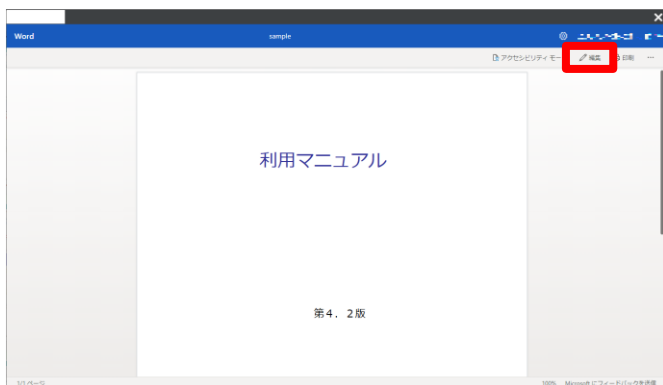 Word
sample
アクセシビリティ モー
編集
印刷
利用マニュアル
第4．2版
1/1 ページ
100%
Microsoft にフィードバックを送信